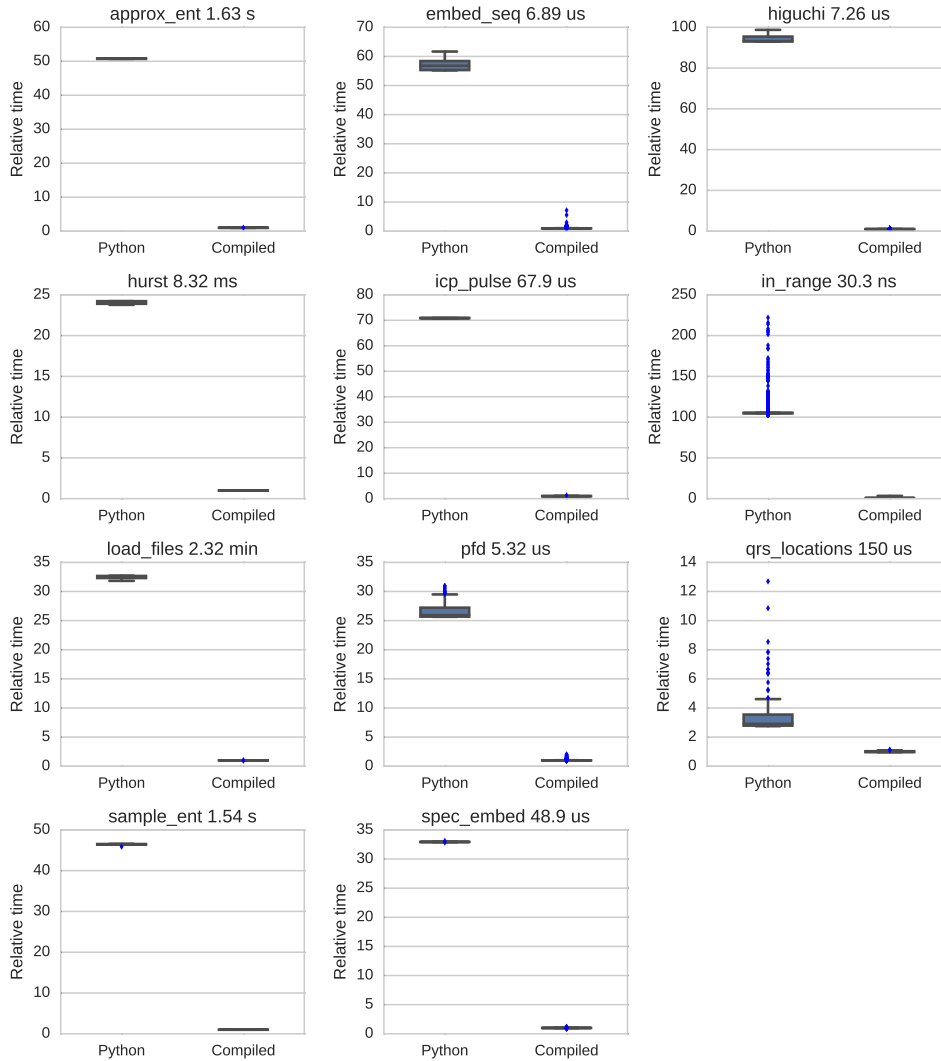 approx_ent 1.63 s
60
50
40
30
20
10
0
Relative time
Python Compiled
embed_seq 6.89 us
70
60
50
40
30
20
10
0
Relative time
Python Compiled
higuchi 7.26 us
100
80
60
40
20
0
Relative time
Python Compiled
hurst 8.32 ms
25
20
15
10
5
0
Relative time
Python Compiled
icp_pulse 67.9 us
80
70
60
50
40
30
20
10
0
Relative time
Python Compiled
in_range 30.3 ns
250
200
150
100
50
0
Relative time
Python Compiled
load_files 2.32 min
35
30
25
20
15
10
5
0
Relative time
Python Compiled
pfd 5.32 us
35
30
25
20
15
10
5
0
Relative time
Python Compiled
qrs_locations 150 us
14
12
10
8
6
4
2
0
Relative time
Python Compiled
sample_ent 1.54 s
50
40
30
20
10
0
Relative time
Python Compiled
spec_embed 48.9 us
35
30
25
20
15
10
5
0
Relative time
Python Compiled